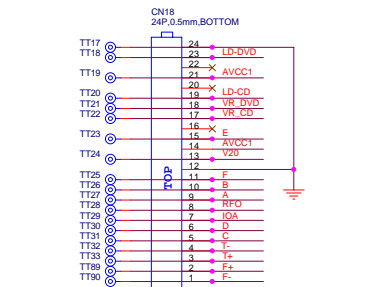 CN18
24P,0.5mm,BOTTOM
TT17 24
TT18 23 LD-DVD
22
TT19 21 AVCC1
20
TT20 19 LD-CD
TT21 18 VR_DVD
TT22 17 VR_CD
16
TT23 15 E
14 AVCC1
TT24 13 V20
12
TT25 11 F
TT26 10 B
TT27 9 A
TT28 8 RFO
TT29 7 IOA
TT30 6 D
TT31 5 C
TT32 4 T-
TT33 3 T+
TT89 2 F+
TT90 1 F-
TOP